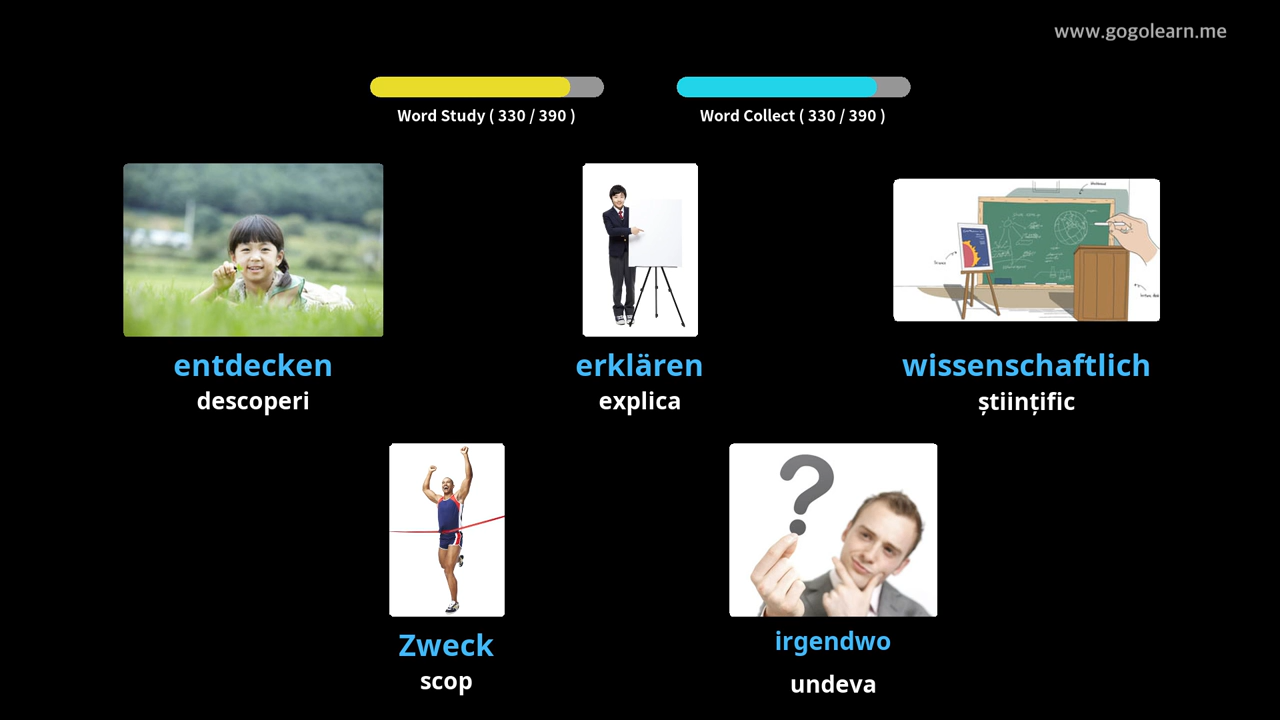 www.gogolearn.me
Word Study ( 330 / 390 )
Word Collect ( 330 / 390 )
entdecken
descoperi
erklären
explica
wissenschaftlich
științific
Zweck
scop
irgendwo
undeva